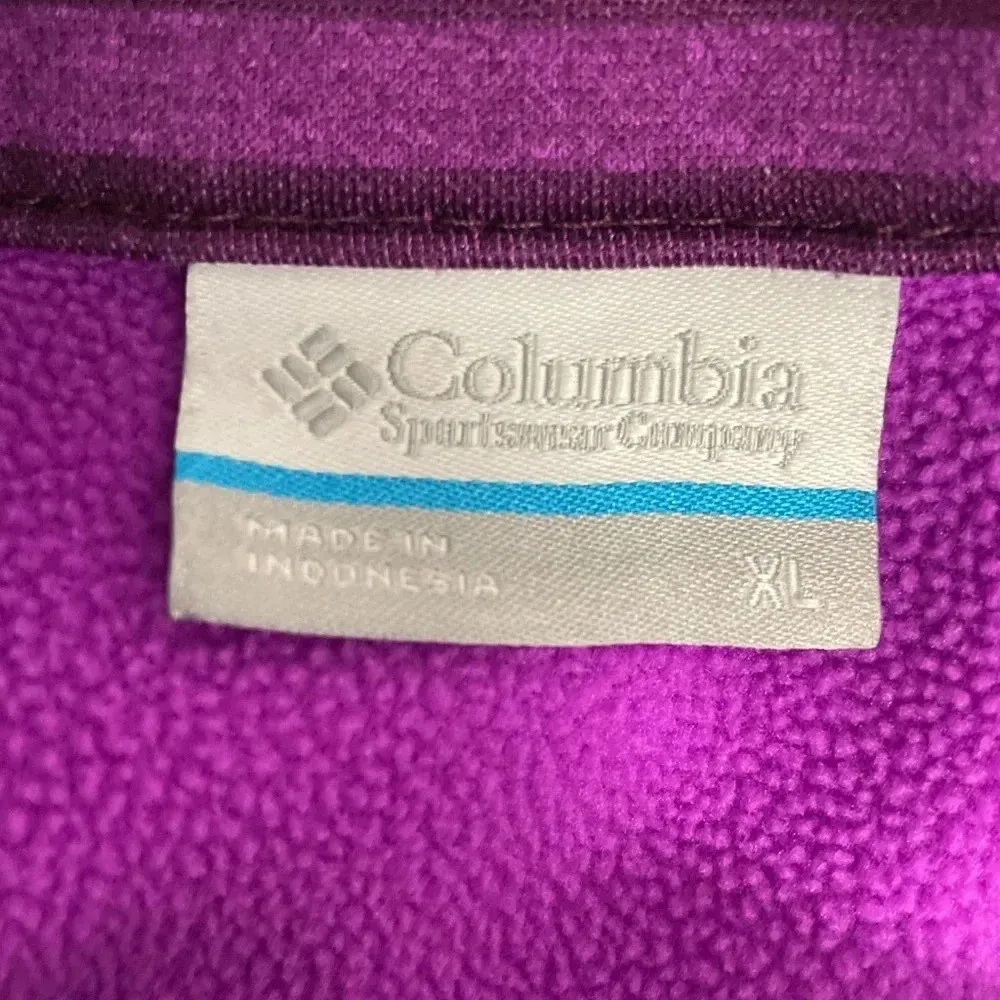 Columbia
Sportswear Company
MADE IN
INDONESIA
XL